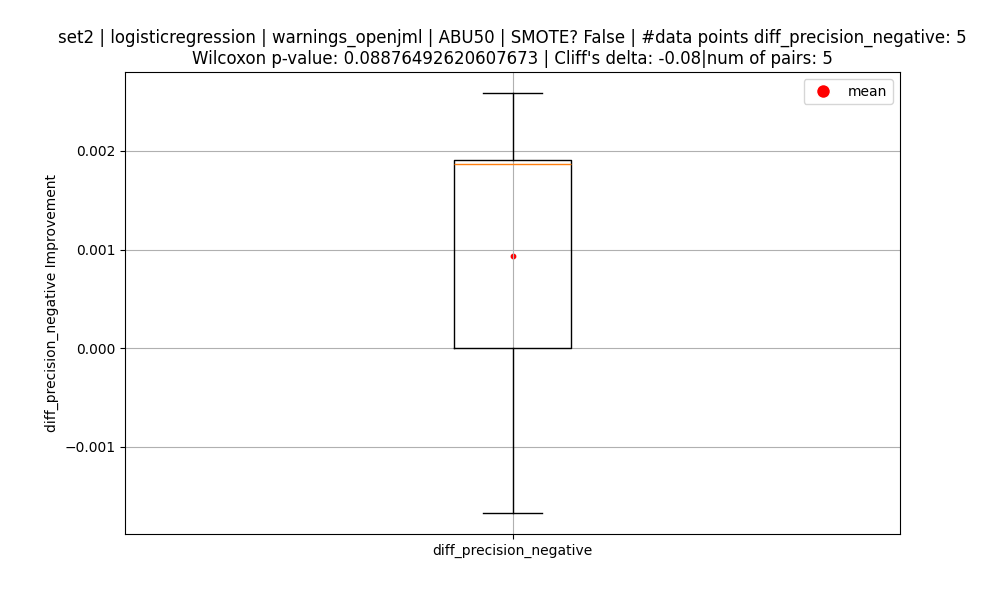 set2 | logisticregression | warnings_openjml | ABU50 | SMOTE? False | #data points diff_precision_negative: 5
Wilcoxon p-value: 0.08876492620607673 | Cliff's delta: -0.08|num of pairs: 5
mean
0.002
0.001
0.000
−0.001
diff_precision_negative Improvement
diff_precision_negative